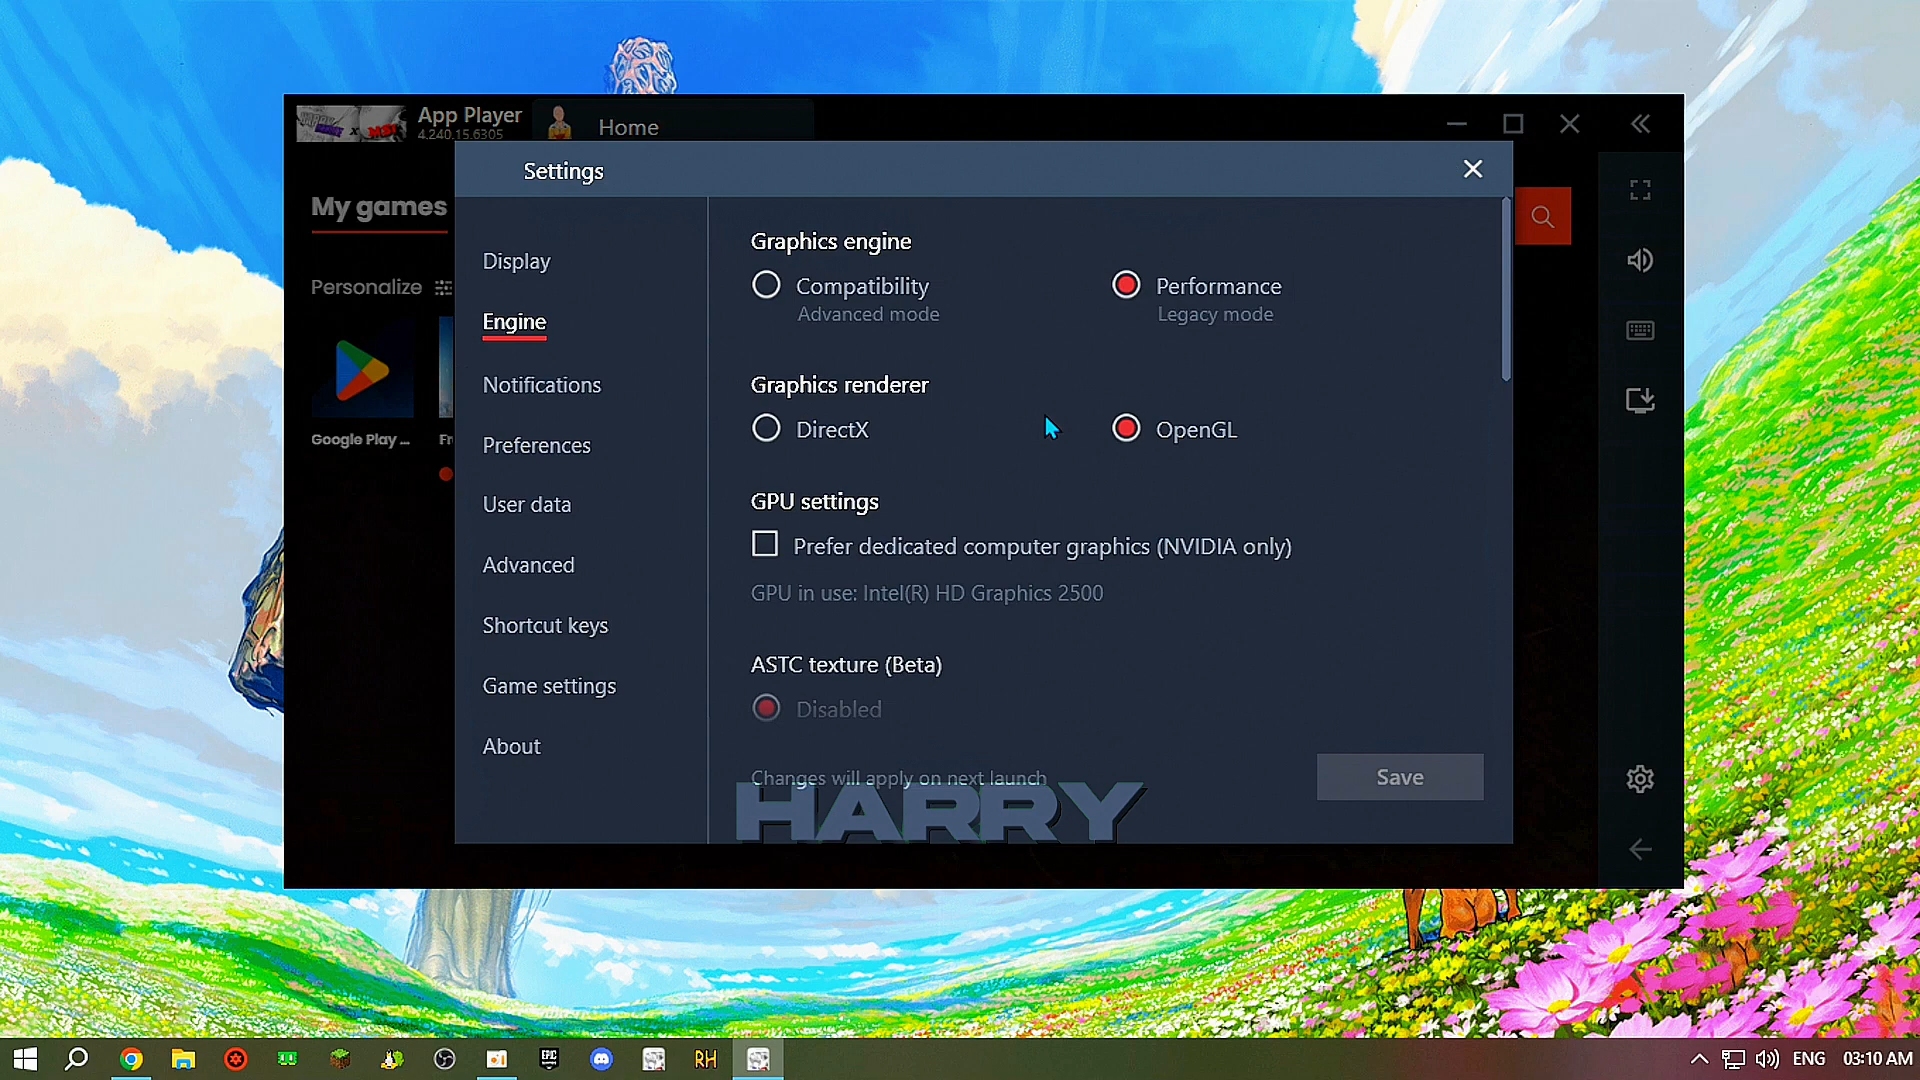 App Player
4.240.15.6305
Home
Settings
My games
Personalize
Google Play ...
Fr
Display
Engine
Notifications
Preferences
User data
Advanced
Shortcut keys
Game settings
About
Graphics engine
Compatibility
Advanced mode
Performance
Legacy mode
Graphics renderer
DirectX
OpenGL
GPU settings
Prefer dedicated computer graphics (NVIDIA only)
GPU in use: Intel(R) HD Graphics 2500
ASTC texture (Beta)
Disabled
Changes will apply on next launch
Save
HARRY
EPIC
RH
ENG
03:10 AM